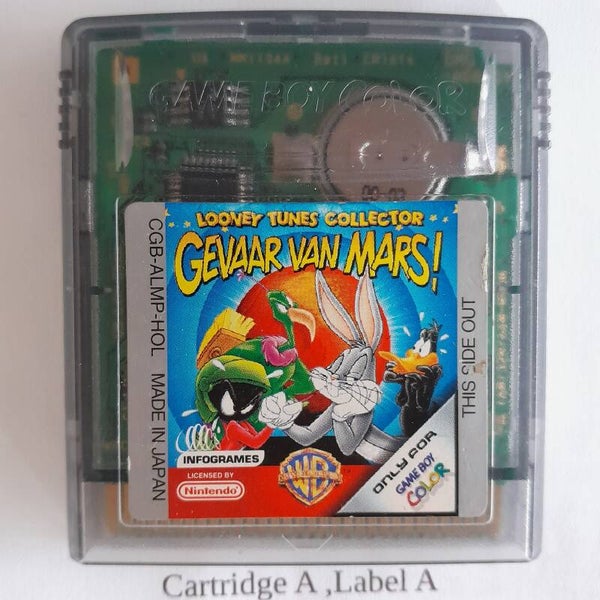 GAME BOY COLOR
LOONEY TUNES COLLECTOR
GEVAAR VAN MARS!
CGB-ALMP-HOL MADE IN JAPAN
THIS SIDE OUT
INFOGRAMES
LICENSED BY
Nintendo
WB
ONLY FOR
GAME BOY
COLOR
Cartridge A ,Label A